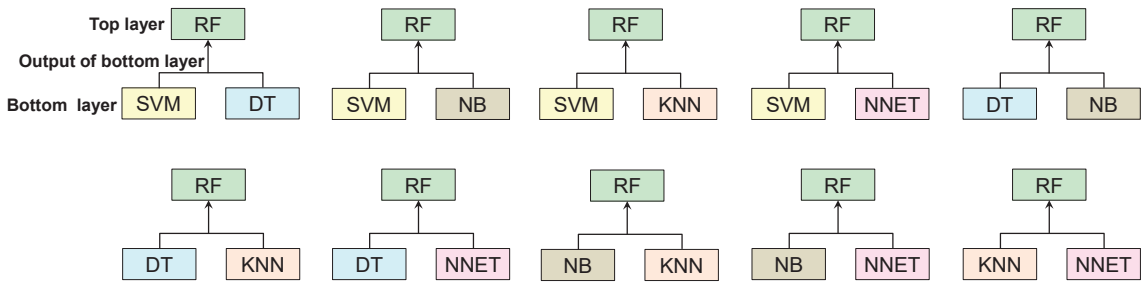 Top layer RF RF RF RF RF
Output of bottom layer
Bottom layer SVM DT SVM NB SVM KNN SVM NNET DT NB
RF RF RF RF RF
DT KNN DT NNET NB KNN NB NNET KNN NNET